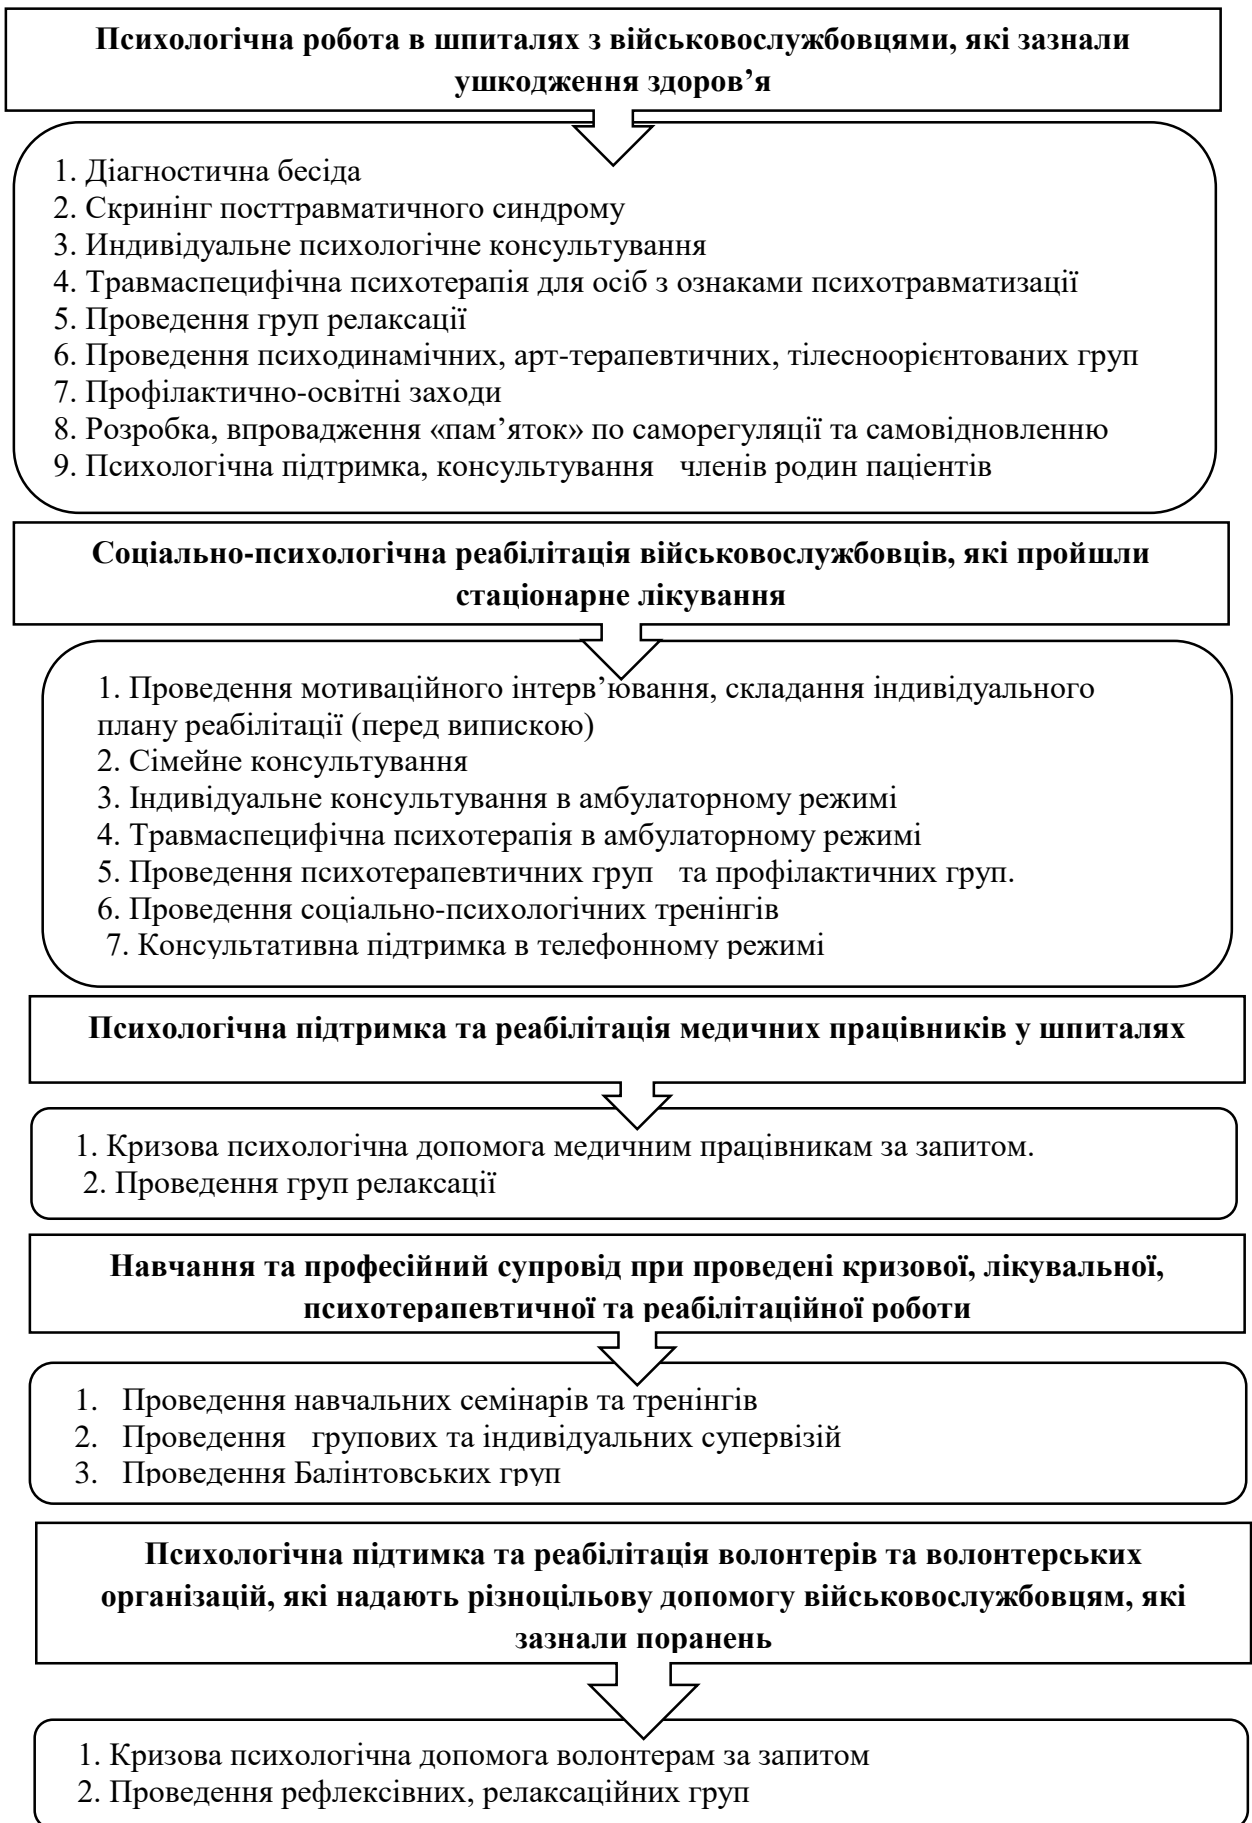 Психологічна робота в шпиталях з військовослужбовцями, які зазнали
ушкодження здоров’я
1. Діагностична бесіда
2. Скринінг посттравматичного синдрому
3. Индивідуальне психологічне консультування
4. Травмаспецифічна психотерапія для осіб з ознаками психотравматизації
5. Проведення груп релаксації
6. Проведення психодинамічних, арт-терапевтичних, тілесноорієнтованих груп
7. Профілактично-освітні заходи
8. Розробка, впровадження «пам’яток» по саморегуляції та самовідновленню
9. Психологічна підтримка, консультування членів родин пацієнтів
Соціально-психологічна реабілітація військовослужбовців, які пройшли
стаціонарне лікування
1. Проведення мотиваційного інтерв’ювання, складання індивідуального
плану реабілітації (перед випискою)
2. Сімейне консультування
3. Індивідуальне консультування в амбулаторному режимі
4. Травмаспецифічна психотерапія в амбулаторному режимі
5. Проведення психотерапевтичних груп та профілактичних груп.
6. Проведення соціально-психологічних тренінгів
7. Консультативна підтримка в телефонному режимі
Психологічна підтримка та реабілітація медичних працівників у шпиталях
1. Кризова психологічна допомога медичним працівникам за запитом.
2. Проведення груп релаксації
Навчання та професійний супровід при проведені кризової, лікувальної,
психотерапевтичної та реабілітаційної роботи
1. Проведення навчальних семінарів та тренінгів
2. Проведення групових та індивідуальних супервізій
3. Проведення Балінтовських груп
Психологічна підтимка та реабілітація волонтерів та волонтерських
організацій, які надають різноцільову допомогу військовослужбовцям, які
зазнали поранень
1. Кризова психологічна допомога волонтерам за запитом
2. Проведення рефлексівних, релаксаційних груп